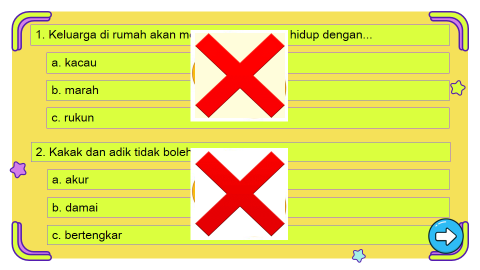 1. Keluarga di rumah akan hidup dengan...
a. kacau
b. marah
c. rukun
2. Kakak dan adik tidak boleh
a. akur
b. damai
c. bertengkar